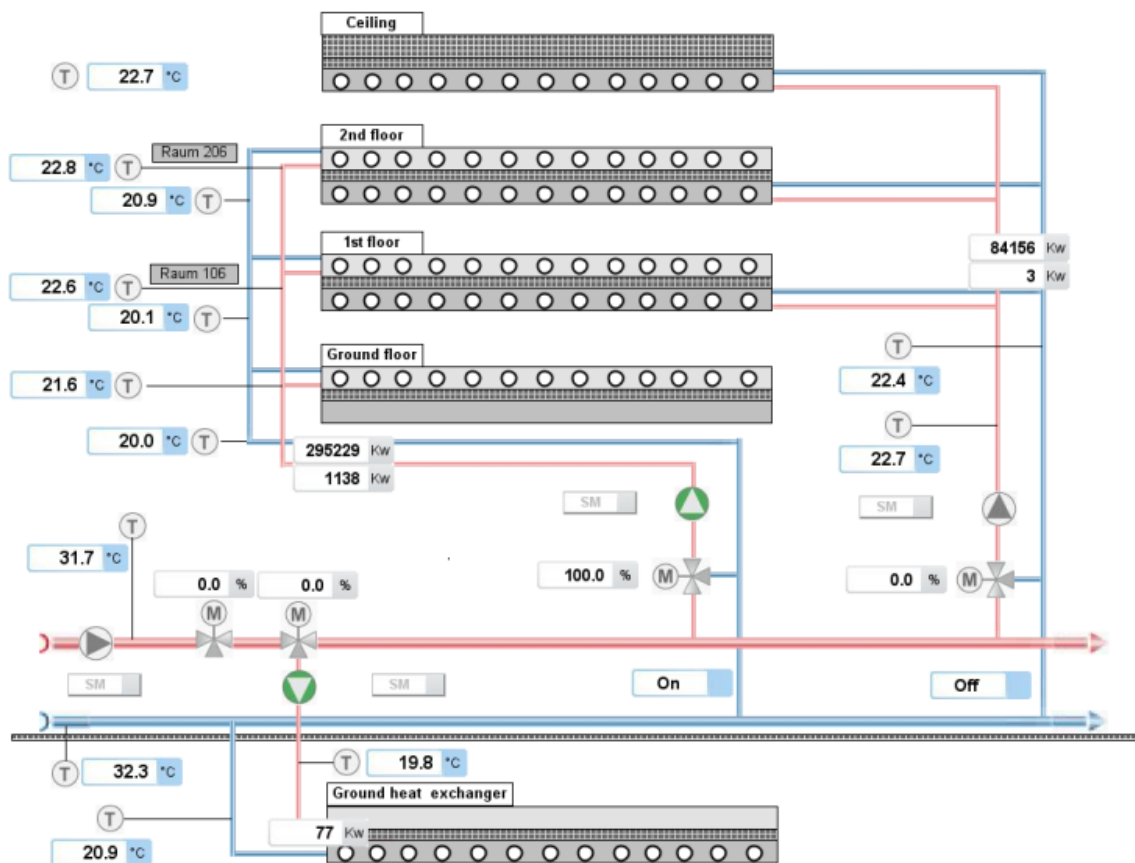 Ceiling
T 22.7 °C
2nd floor
Raum 206
22.8 °C T
20.9 °C T
1st floor
84156 Kw
3 Kw
Raum 106
22.6 °C T
20.1 °C T
Ground floor
T
22.4 °C
21.6 °C T
20.0 °C T
295229 Kw
1138 Kw
T
22.7 °C
SM
SM
T
31.7 °C
0.0 %
0.0 %
100.0 % M
0.0 % M
M
M
SM
SM
On
Off
T 32.3 °C
T 19.8 °C
Ground heat exchanger
T
20.9 °C
77 Kw